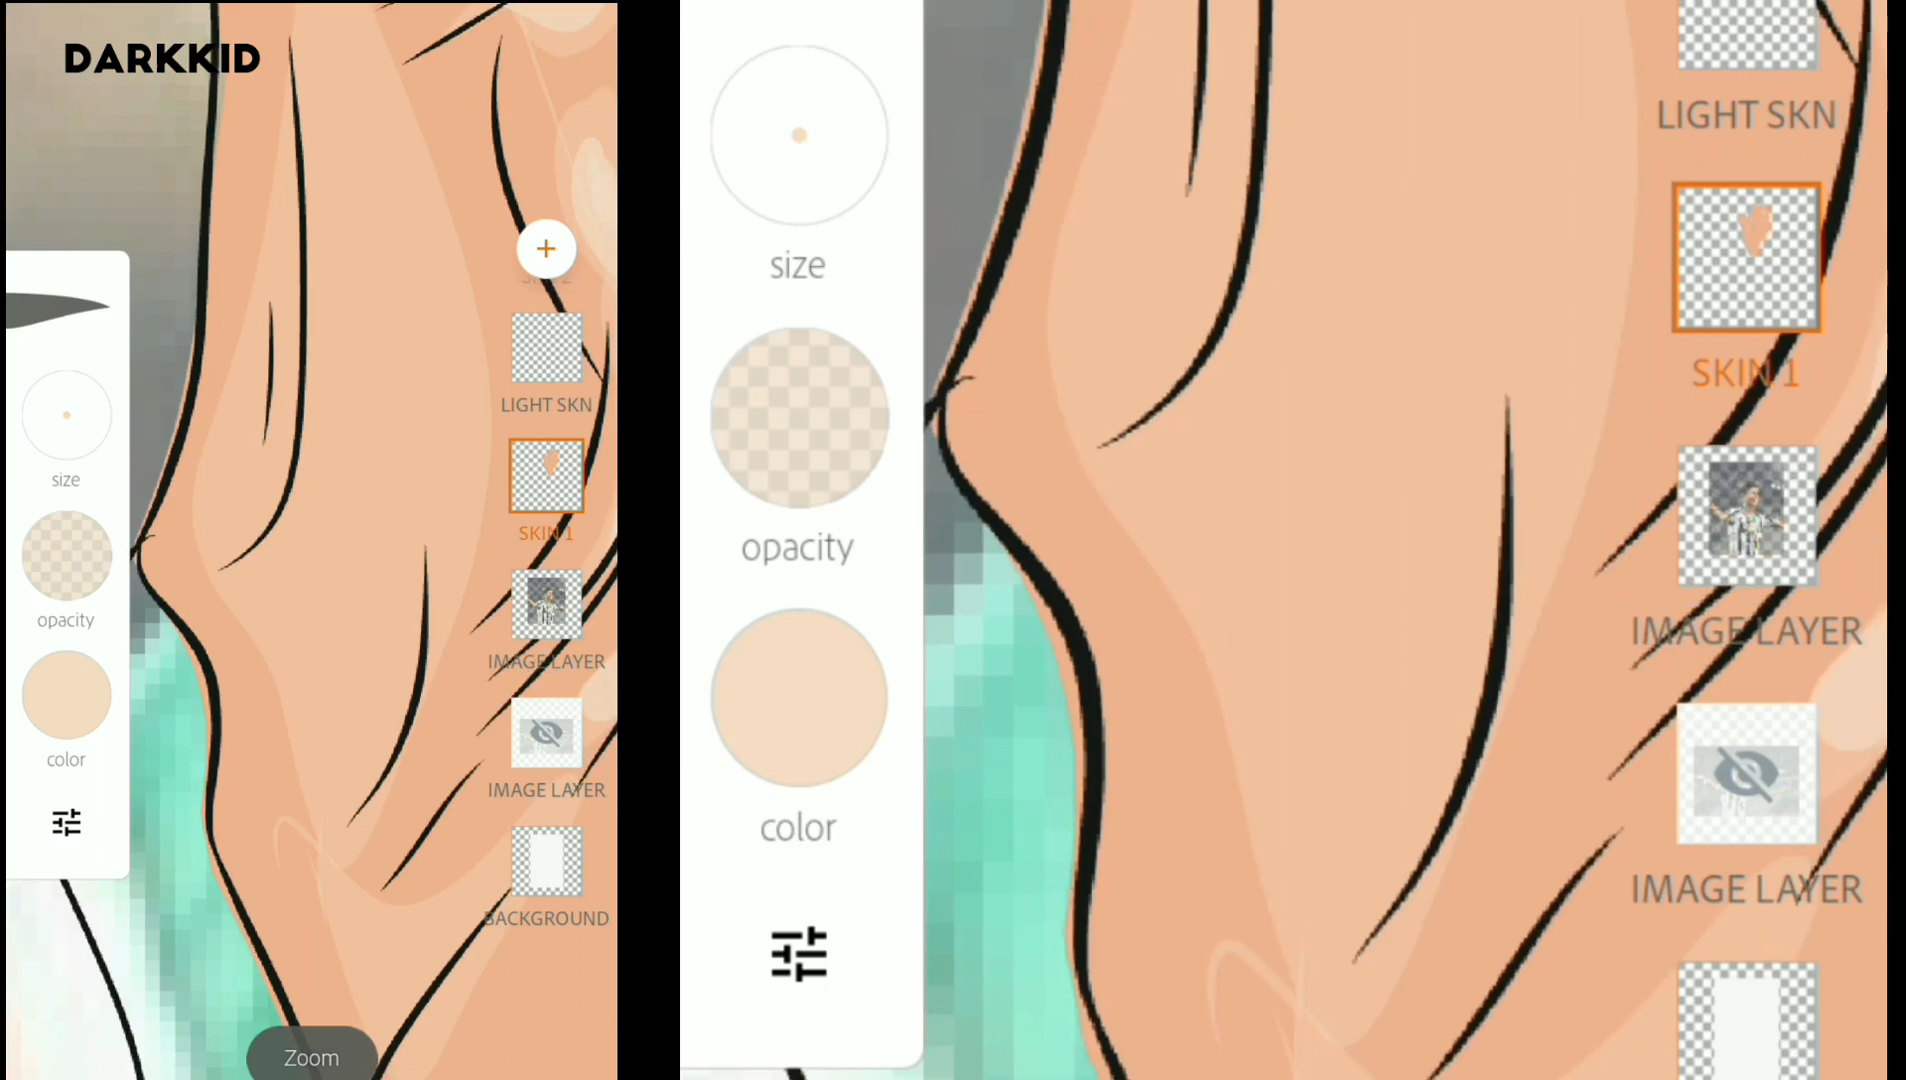 DARKKID
size
opacity
color
LIGHT SKN
SKIN 1
IMAGE LAYER
IMAGE LAYER
BACKGROUND
Zoom
size
opacity
color
LIGHT SKN
SKIN 1
IMAGE LAYER
IMAGE LAYER